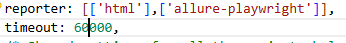 reporter: [['html'],['allure-playwright']],
timeout: 60000,